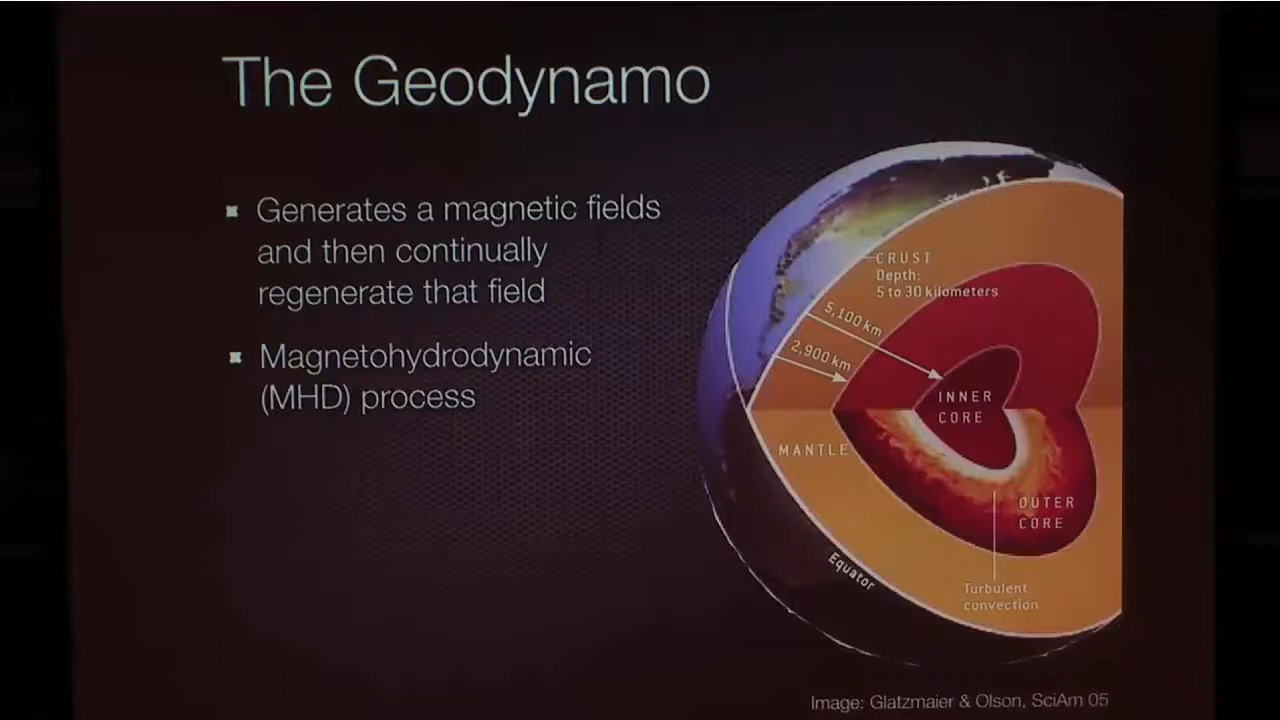 The Geodynamo
Generates a magnetic fields
and then continually
regenerate that field
Magnetohydrodynamic
(MHD) process
CRUST
Depth:
5 to 30 kilometers
5,100 km
2,900 km
INNER
CORE
MANTLE
OUTER
CORE
Equator
Turbulent
convection
Image: Glatzmaier & Olson, SciAm 05